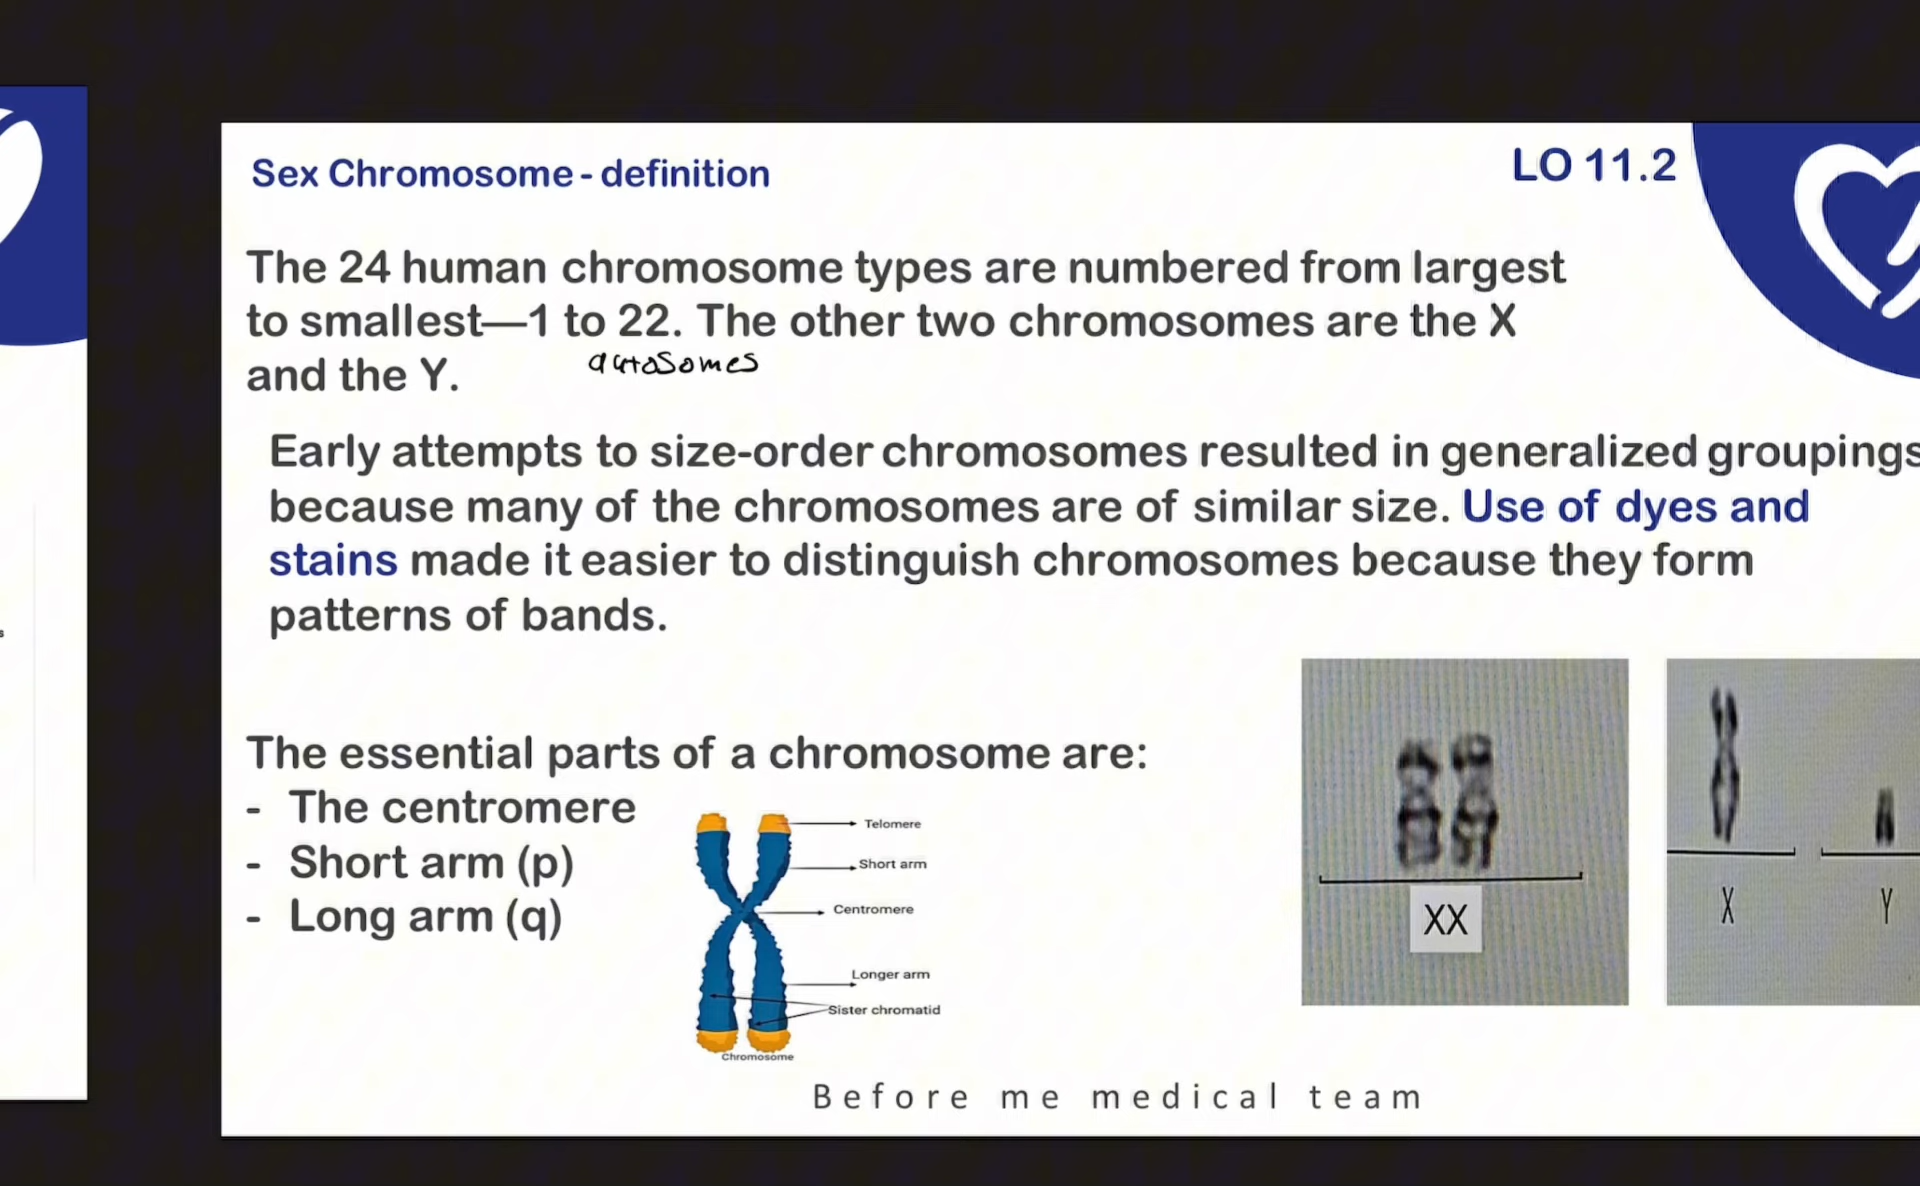 Sex Chromosome - definition
LO 11.2
The 24 human chromosome types are numbered from largest
to smallest—1 to 22. The other two chromosomes are the X
and the Y.
autosomes
Early attempts to size-order chromosomes resulted in generalized groupings
because many of the chromosomes are of similar size. Use of dyes and
stains made it easier to distinguish chromosomes because they form
patterns of bands.
The essential parts of a chromosome are:
- The centromere
- Short arm (p)
- Long arm (q)
Telomere
Short arm
Centromere
Longer arm
Sister chromatid
Chromosome
XX
X
Y
Before me medical team